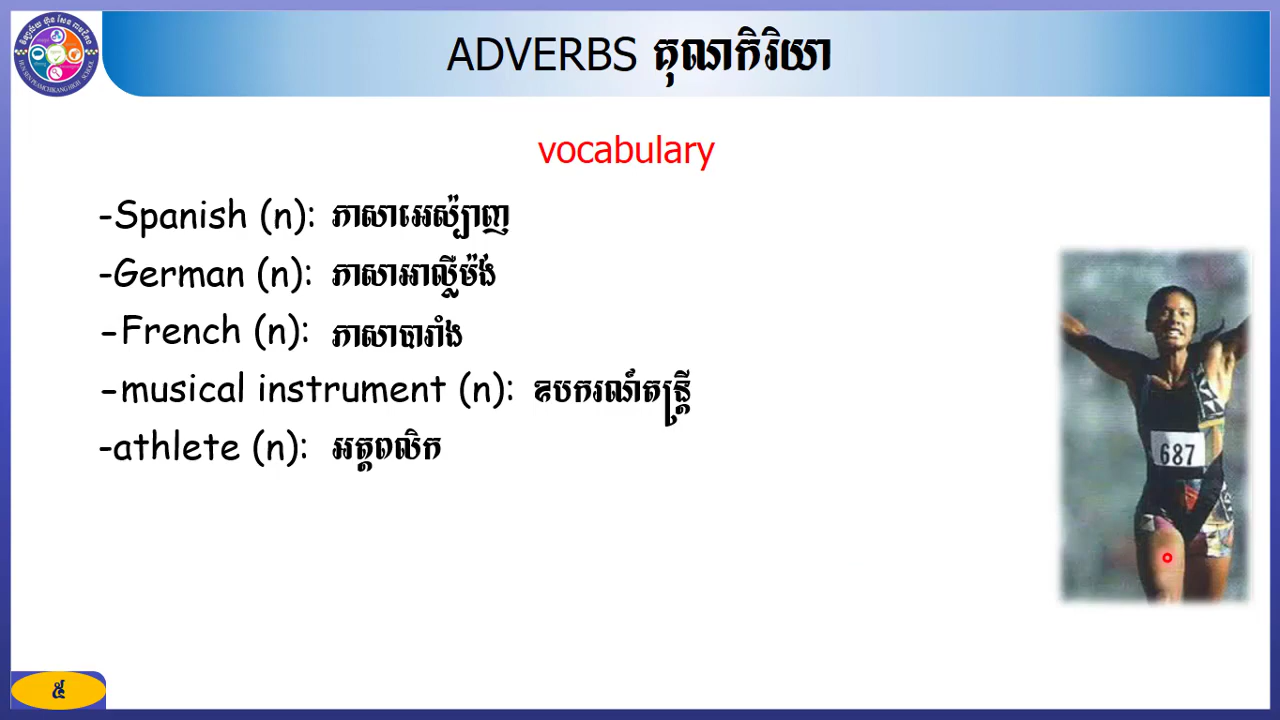 ADVERBS គុណកិរិយា
vocabulary
-Spanish (n): ភាសាអេស្ប៉ាញ
-German (n): ភាសាអាល្លឺម៉ង់
-French (n): ភាសាបារាំង
-musical instrument (n): ឧបករណ៍តន្ត្រី
-athlete (n): អត្តពលិក
687
៥